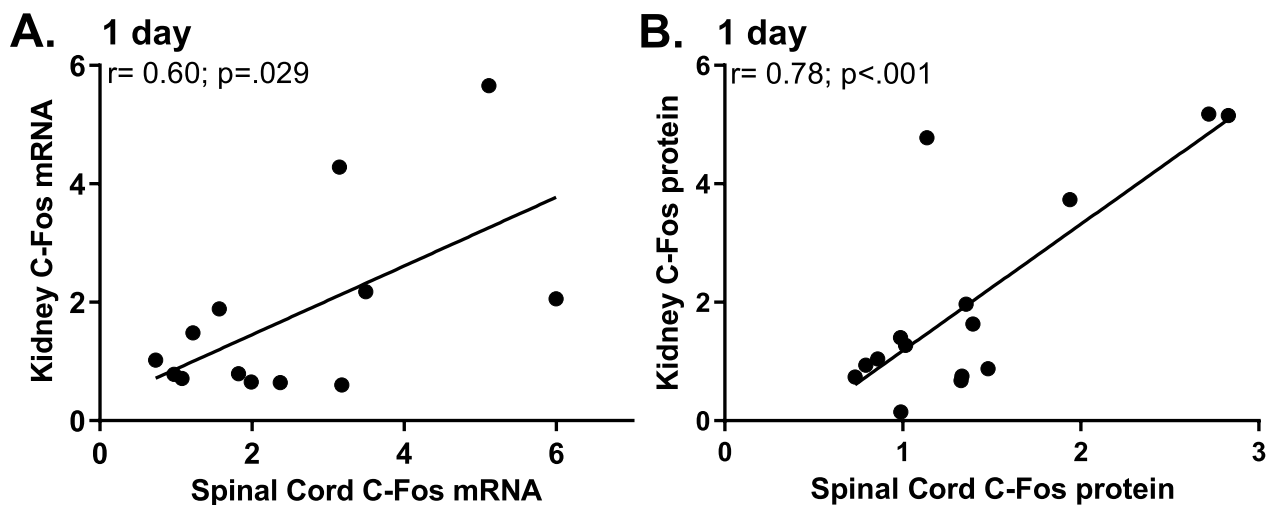 A. 1 day
r= 0.60; p=.029
Kidney C-Fos mRNA
6
4
2
0
0 2 4 6
Spinal Cord C-Fos mRNA
B. 1 day
r= 0.78; p<.001
Kidney C-Fos protein
6
4
2
0
0 1 2 3
Spinal Cord C-Fos protein